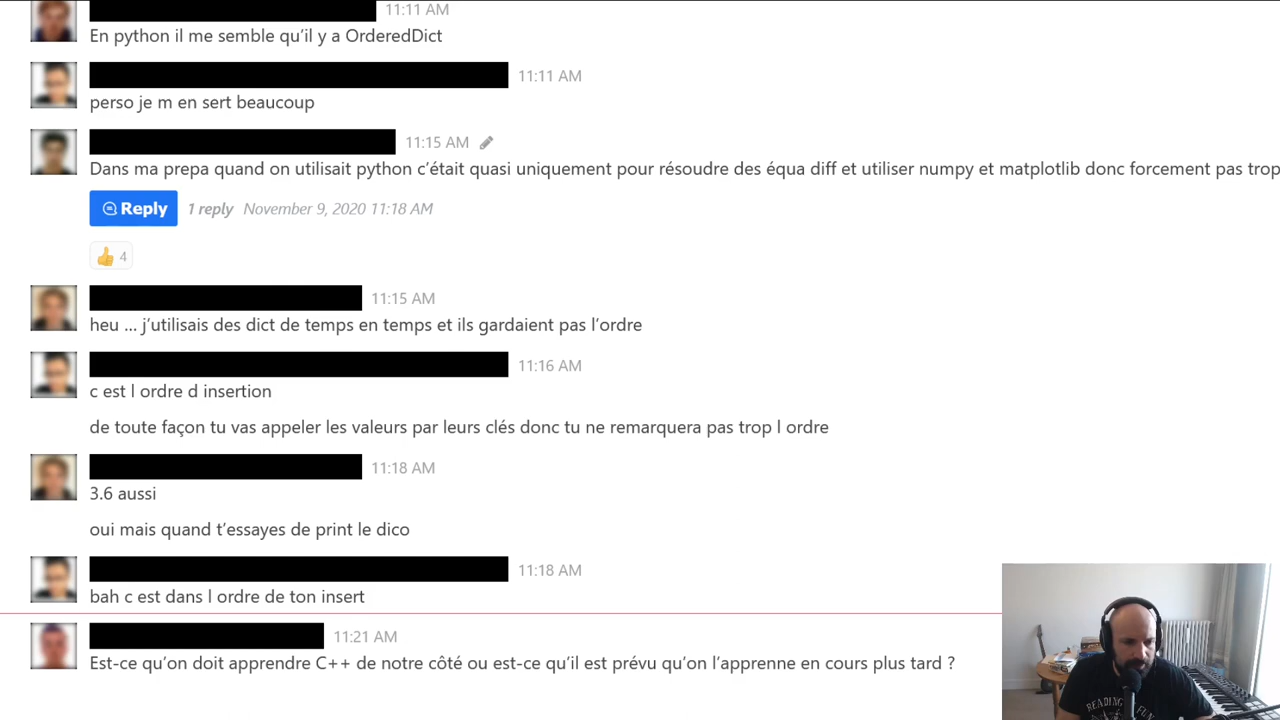 11:11 AM
En python il me semble qu'il y a OrderedDict
11:11 AM
perso je m en sert beaucoup
11:15 AM
Dans ma prepa quand on utilisait python c'était quasi uniquement pour résoudre des équa diff et utiliser numpy et matplotlib donc forcement pas trop
Reply 1 reply November 9, 2020 11:18 AM
👍 4
11:15 AM
heu ... j'utilisais des dict de temps en temps et ils gardaient pas l'ordre
11:16 AM
c est l ordre d insertion
de toute façon tu vas appeler les valeurs par leurs clés donc tu ne remarquera pas trop l ordre
11:18 AM
3.6 aussi
oui mais quand t'essayes de print le dico
11:18 AM
bah c est dans l ordre de ton insert
11:21 AM
Est-ce qu'on doit apprendre C++ de notre côté ou est-ce qu'il est prévu qu'on l'apprenne en cours plus tard ?